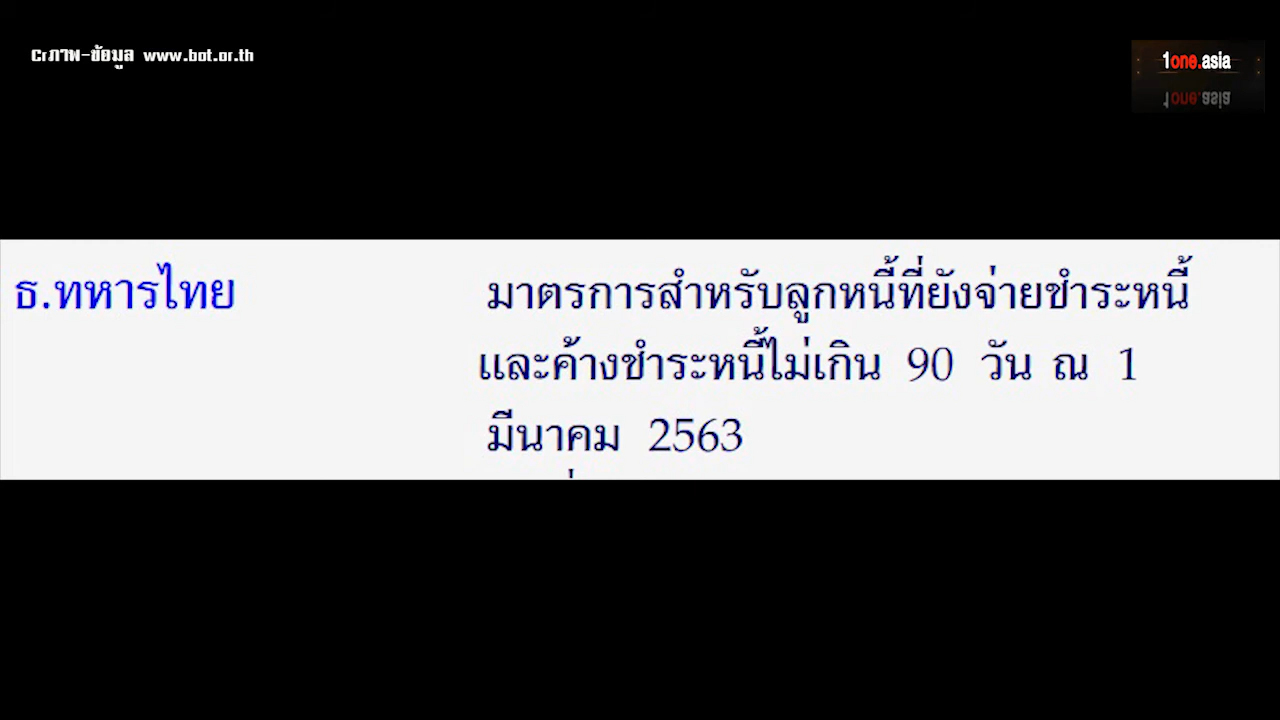 Crภาพ-ข้อมูล www.bot.or.th
1one.asia
ธ.ทหารไทย
มาตรการสำหรับลูกหนี้ที่ยังจ่ายชำระหนี้
และค้างชำระหนี้ไม่เกิน 90 วัน ณ 1
มีนาคม 2563